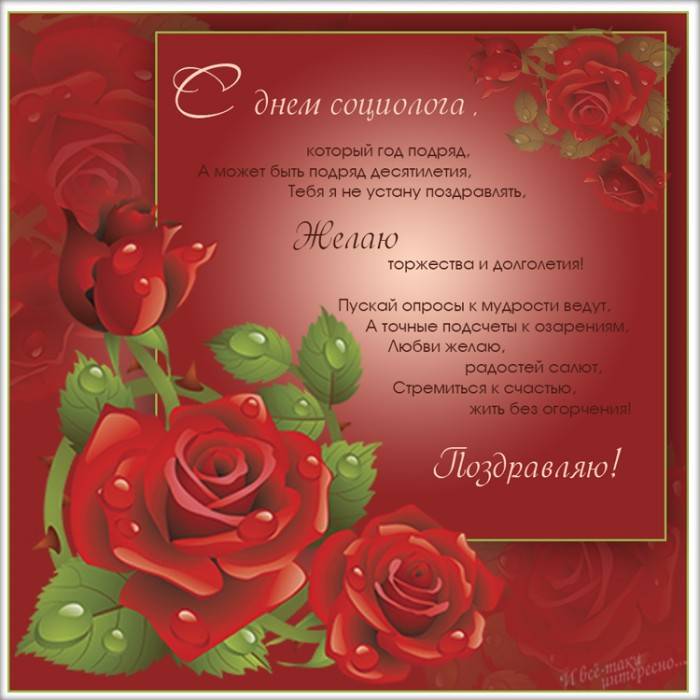 С днем социолога,
который год подряд,
А может быть подряд десятилетия,
Тебя я не устану поздравлять,
Желаю
торжества и долголетия!
Пускай опросы к мудрости ведут,
А точные подсчеты к озарениям,
Любви желаю,
радостей салют,
Стремиться к счастью,
жить без огорчения!
Поздравляю!
И всё-таки
интересно...